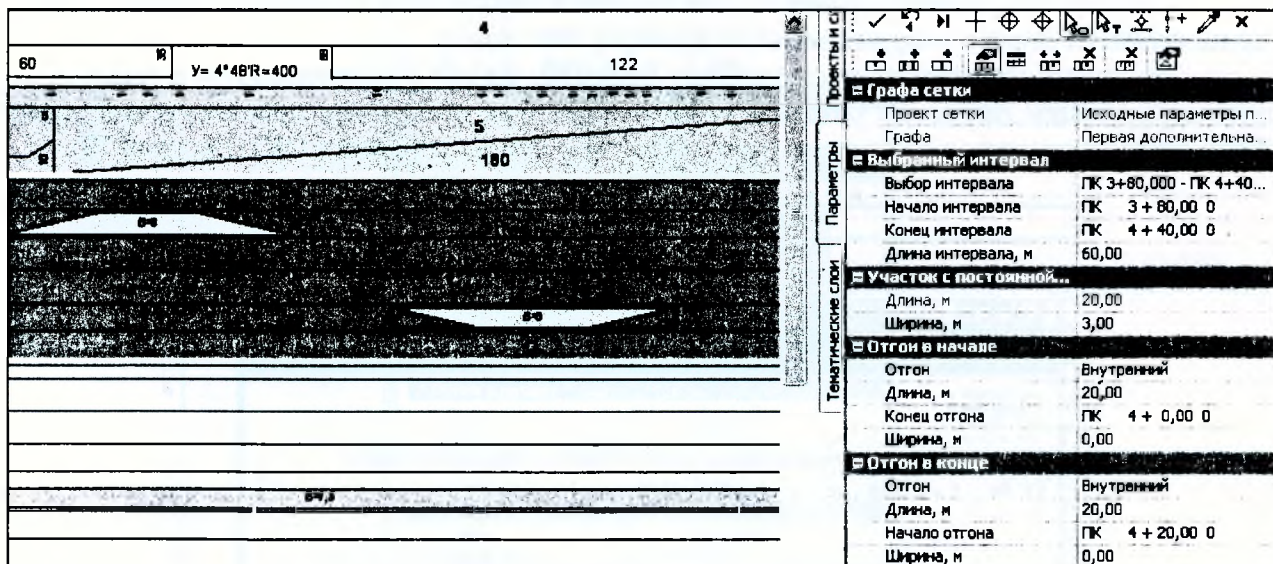 4
60
У= 4°48'R=400
122
5
180
Проекты и сл
Параметры
Тематические слои
Графа сетки
Проект сетки Исходные параметры п...
Графа Первая дополнительна...
Выбранный интервал
Выбор интервала ПК 3+80,000 - ПК 4+40...
Начало интервала ПК 3 + 80,00 0
Конец интервала ПК 4 + 40,00 0
Длина интервала, м 60,00
Участок с постоянной...
Длина, м 20,00
Ширина, м 3,00
Отгон в начале
Отгон Внутренний
Длина, м 20,00
Конец отгона ПК 4 + 0,00 0
Ширина, м 0,00
Отгон в конце
Отгон Внутренний
Длина, м 20,00
Начало отгона ПК 4 + 20,00 0
Ширина, м 0,00